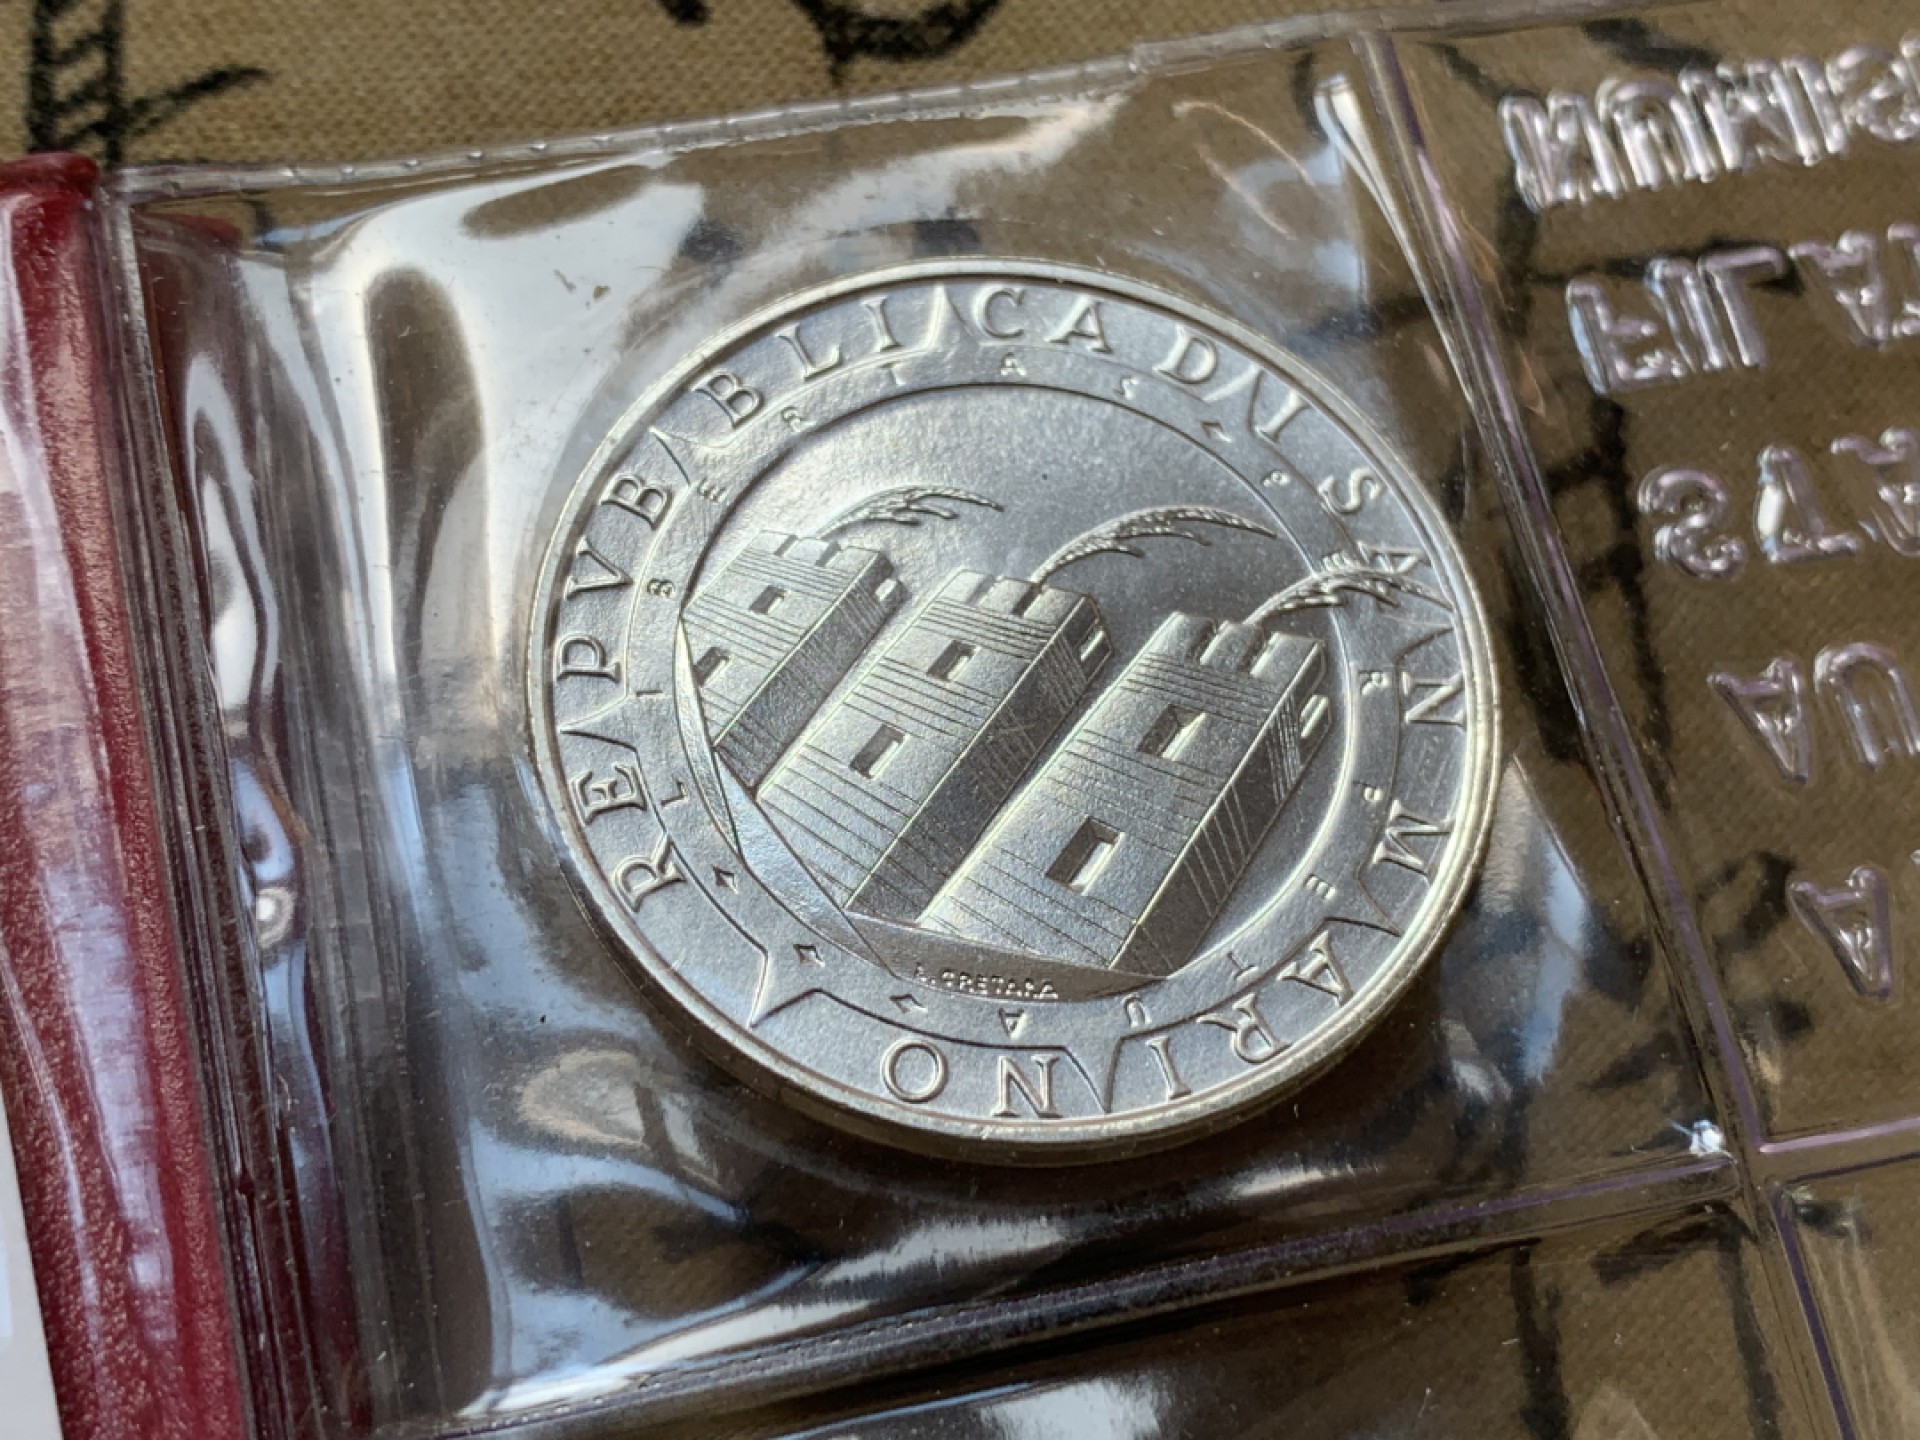 REPVBBLICA DI SAN MARINO
LIBERTAS PERPETUA
L. CRETARA